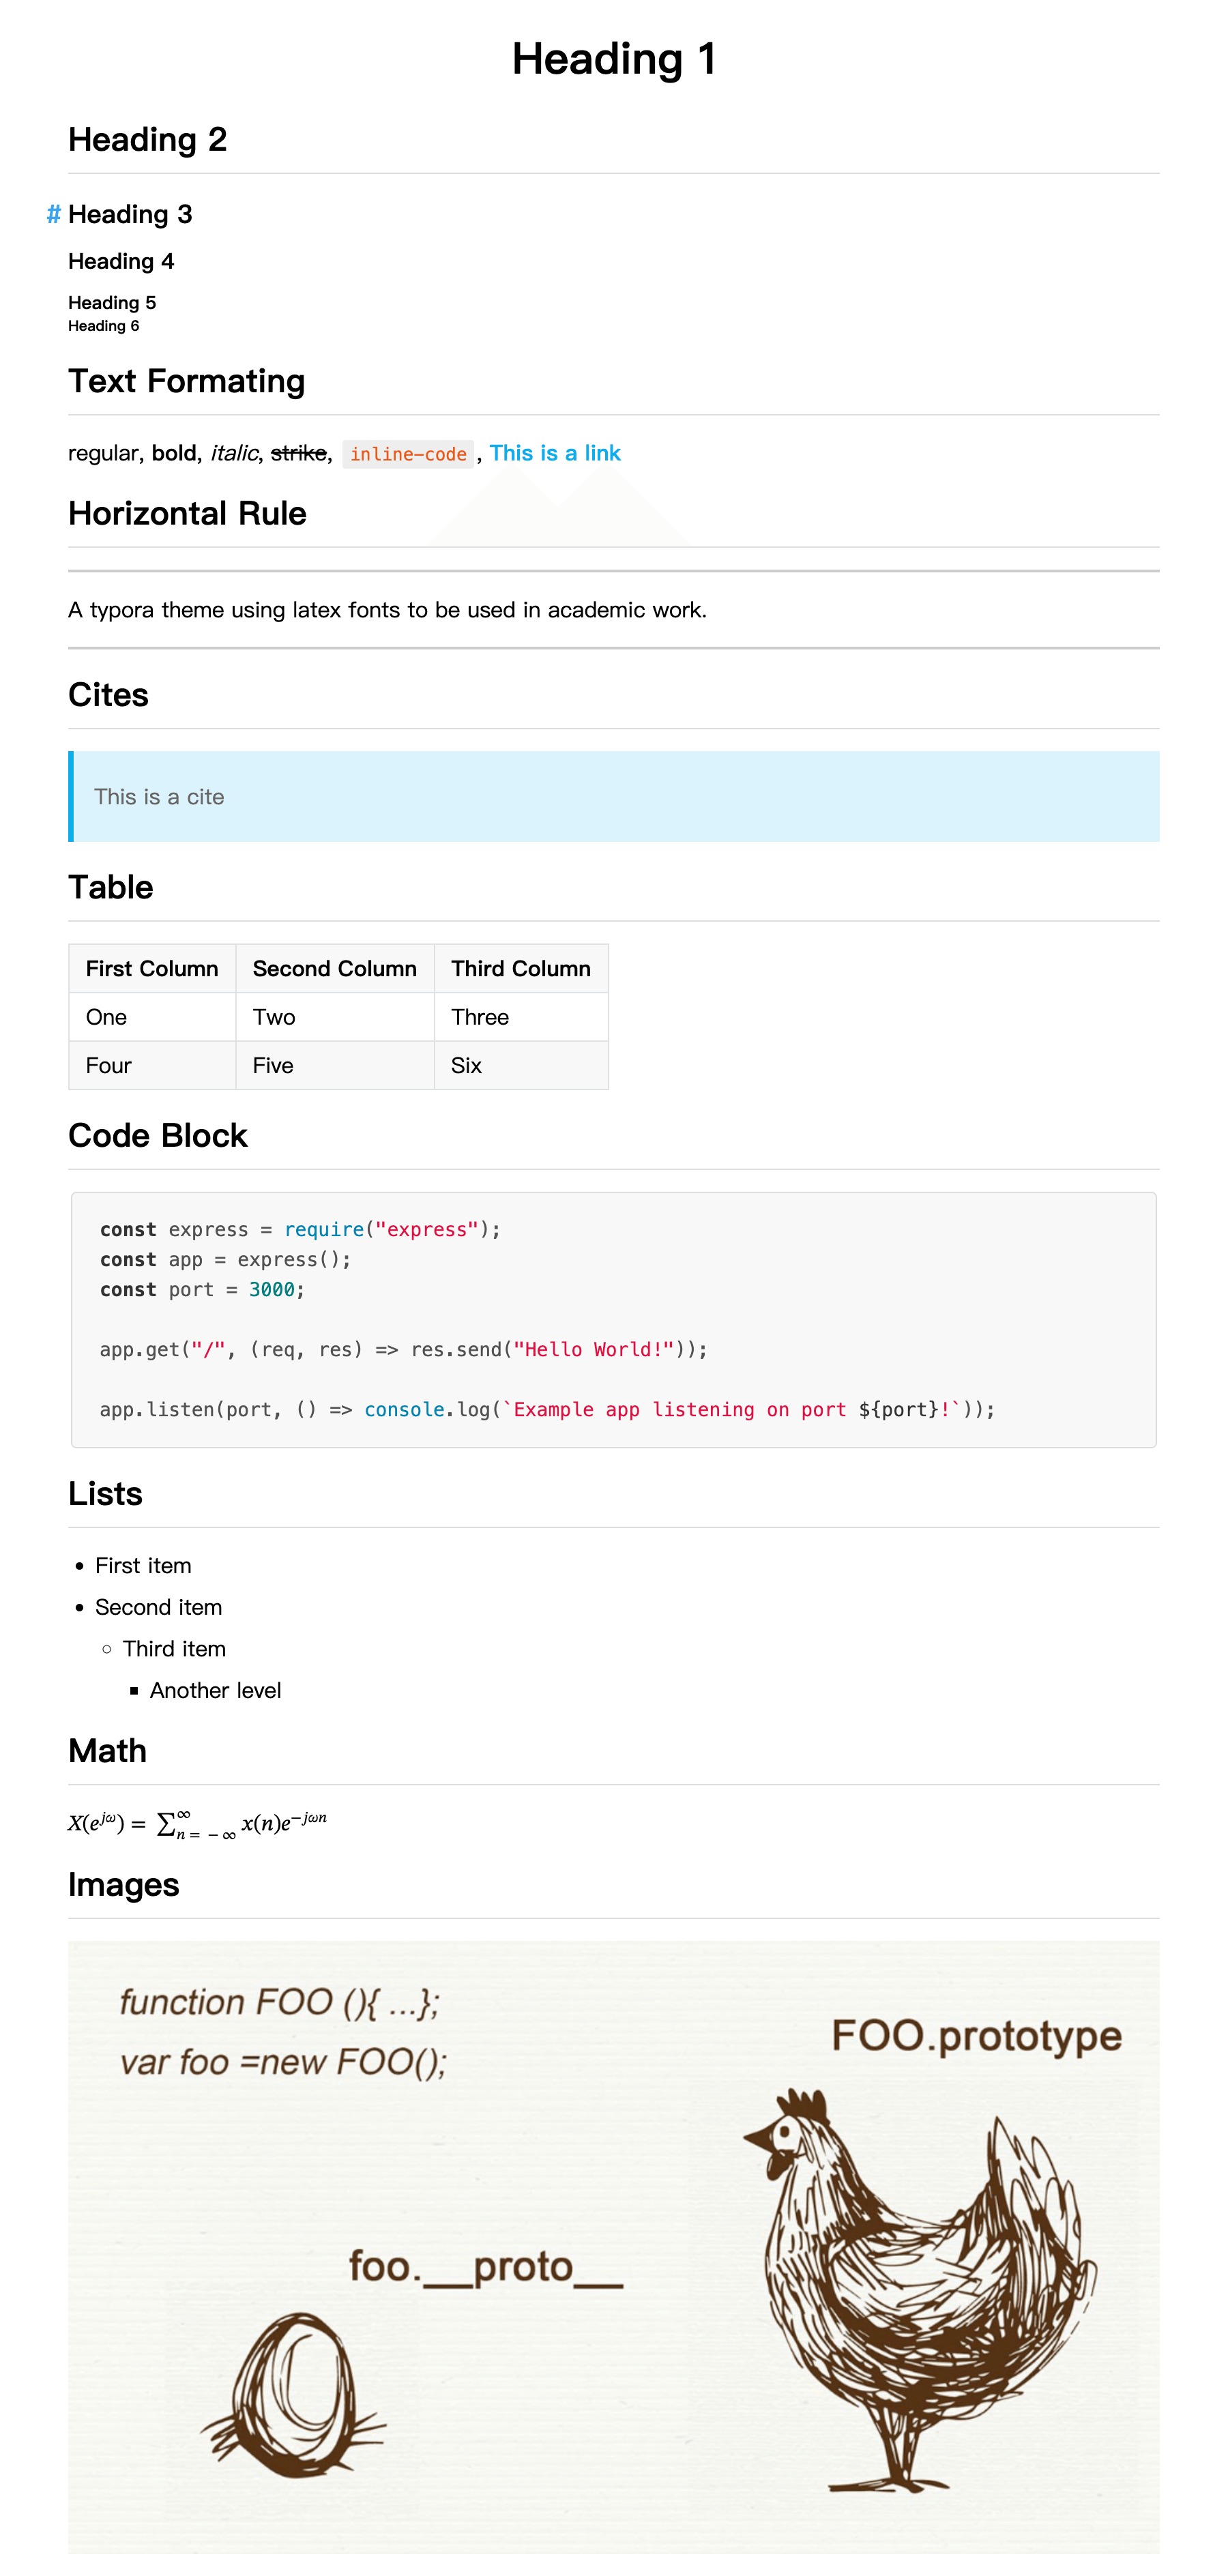 Heading 1
Heading 2
# Heading 3
Heading 4
Heading 5
Heading 6
Text Formating
regular, bold, italic, strike, inline-code, This is a link
Horizontal Rule
A typora theme using latex fonts to be used in academic work.
Cites
This is a cite
Table
First Column Second Column Third Column
One Two Three
Four Five Six
Code Block
const express = require("express");
const app = express();
const port = 3000;
app.get("/", (req, res) => res.send("Hello World!"));
app.listen(port, () => console.log(`Example app listening on port ${port}!`));
Lists
• First item
• Second item
◦ Third item
▪ Another level
Math
X(e^{jω}) = ∑_{n = −∞}^{∞} x(n)e^{−jωn}
Images
function FOO (){ ...};
var foo =new FOO();
FOO.prototype
foo.__proto__